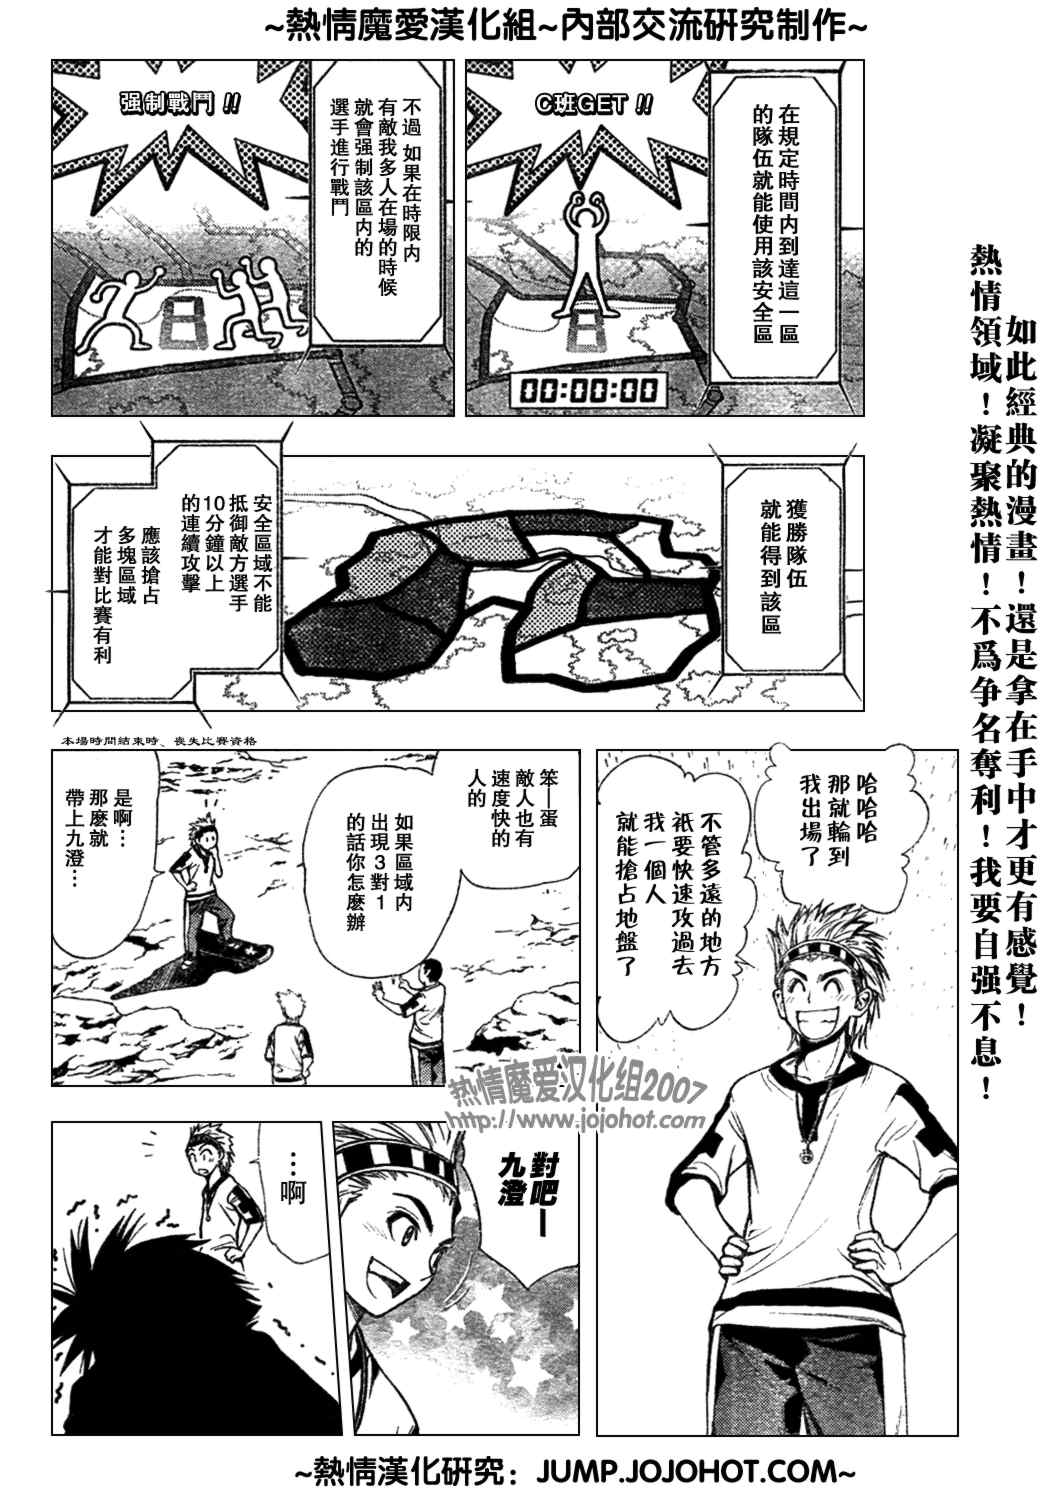 ~熱情魔愛漢化組~內部交流研究制作~
在規定時間內到達這一區
的隊伍就能使用該安全區
C班GET !!
00:00:00
不過 如果在時限內
有敵我多人在場的時候
就會强制該區內的
選手進行戰鬥
强制戰鬥 !!
獲勝隊伍
就能得到該區
安全區域不能
抵御敵方選手
10分鐘以上
的連續攻擊
應該搶占
多塊區域
才能對比賽有利
本場時間結束時、喪失比賽資格
哈哈哈
那就輪到
我出場了
不管多遠的地方
衹要快速攻過去
我一個人
就能搶占地盤了
笨—蛋
敵人也有
速度快的
人的
如果區域內
出現3對1
的話你怎麼辦
是啊…
那麼就
帶上九澄…
對吧—
九澄
…啊
熱情魔爱汉化组2007
http://www.jojohot.com
如此經典的漫畫！還是拿在手中才更有感覺！
熱情領域！凝聚熱情！不爲争名奪利！我要自强不息！
~熱情漢化研究：JUMP.JOJOHOT.COM~